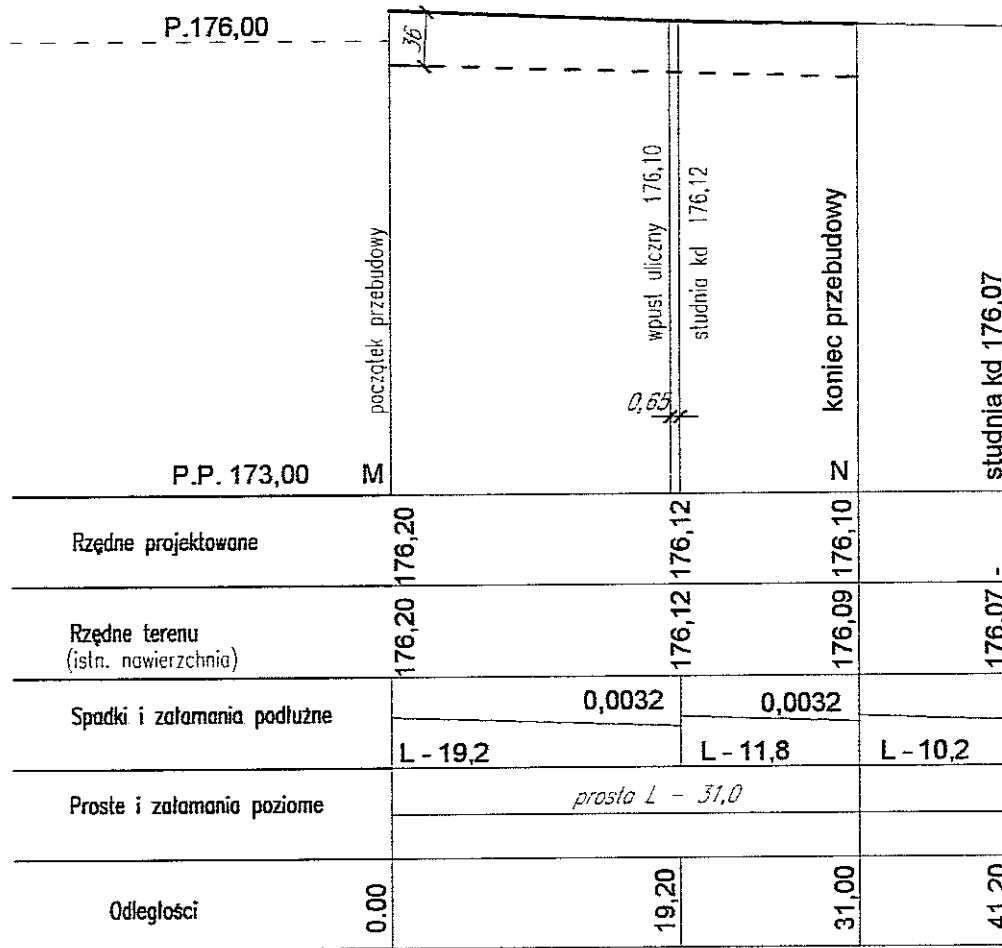 P.176,00
36
początek przebudowy
wpust uliczny 176,10
studnia kd 176,12
koniec przebudowy
studnia kd 176,07
0,65
P.P. 173,00 M N
Rzędne projektowane 176,20 176,12 176,10 -
Rzędne terenu 176,20 176,12 176,09 176,07
(istn. nawierzchnia)
Spadki i załamania podłużne 0,0032 0,0032
L - 19,2 L - 11,8 L - 10,2
Proste i załamania poziome prosta L - 31,0
Odległości 0.00 19,20 31,00 41,20